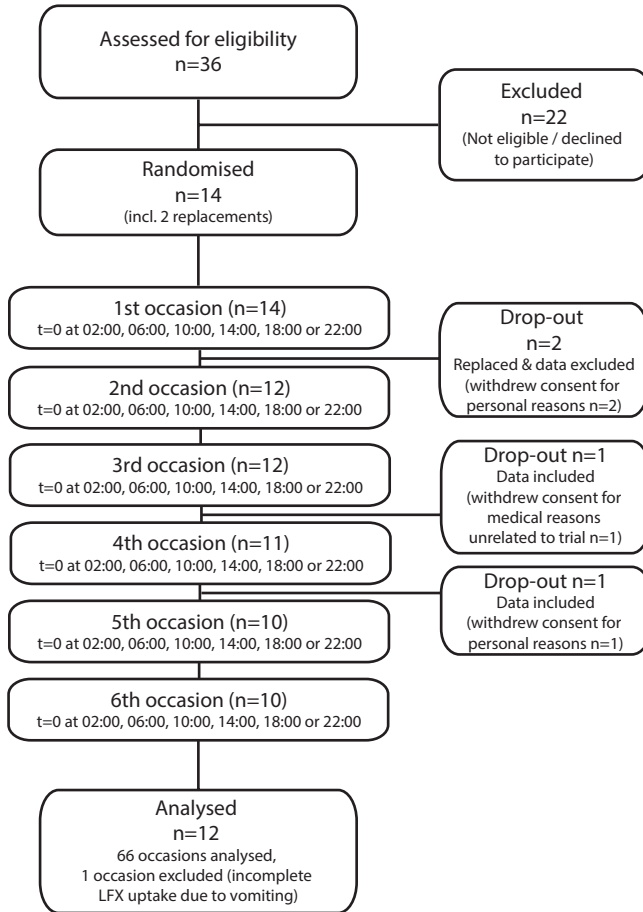 Assessed for eligibility
n=36
Excluded
n=22
(Not eligible / declined
to participate)
Randomised
n=14
(incl. 2 replacements)
1st occasion (n=14)
t=0 at 02:00, 06:00, 10:00, 14:00, 18:00 or 22:00
Drop-out
n=2
Replaced & data excluded
(withdrew consent for
personal reasons n=2)
2nd occasion (n=12)
t=0 at 02:00, 06:00, 10:00, 14:00, 18:00 or 22:00
3rd occasion (n=12)
t=0 at 02:00, 06:00, 10:00, 14:00, 18:00 or 22:00
Drop-out n=1
Data included
(withdrew consent for
medical reasons
unrelated to trial n=1)
4th occasion (n=11)
t=0 at 02:00, 06:00, 10:00, 14:00, 18:00 or 22:00
Drop-out n=1
Data included
(withdrew consent for
personal reasons n=1)
5th occasion (n=10)
t=0 at 02:00, 06:00, 10:00, 14:00, 18:00 or 22:00
6th occasion (n=10)
t=0 at 02:00, 06:00, 10:00, 14:00, 18:00 or 22:00
Analysed
n=12
66 occasions analysed,
1 occasion excluded (incomplete
LFX uptake due to vomiting)